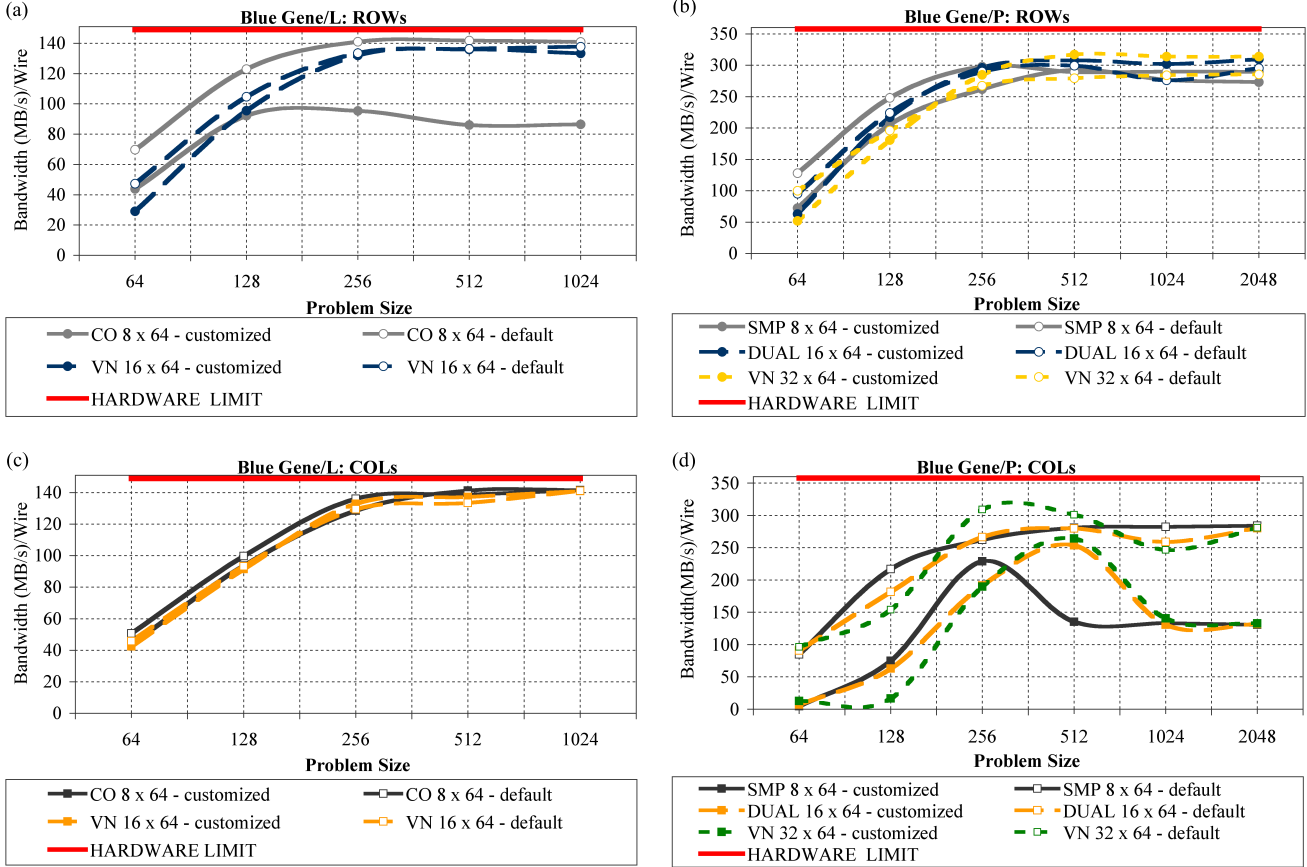 (a)
Blue Gene/L: ROWs
Bandwidth (MB/s)/Wire
140
120
100
80
60
40
20
0
64 128 256 512 1024
Problem Size
CO 8 x 64 - customized CO 8 x 64 - default
VN 16 x 64 - customized VN 16 x 64 - default
HARDWARE LIMIT
(b)
Blue Gene/P: ROWs
Bandwidth (MB/s)/Wire
350
300
250
200
150
100
50
0
64 128 256 512 1024 2048
Problem Size
SMP 8 x 64 - customized SMP 8 x 64 - default
DUAL 16 x 64 - customized DUAL 16 x 64 - default
VN 32 x 64 - customized VN 32 x 64 - default
HARDWARE LIMIT
(c)
Blue Gene/L: COLs
Bandwidth (MB/s)/Wire
140
120
100
80
60
40
20
0
64 128 256 512 1024
Problem Size
CO 8 x 64 - customized CO 8 x 64 - default
VN 16 x 64 - customized VN 16 x 64 - default
HARDWARE LIMIT
(d)
Blue Gene/P: COLs
Bandwidth(MB/s)/Wire
350
300
250
200
150
100
50
0
64 128 256 512 1024 2048
Problem Size
SMP 8 x 64 - customized SMP 8 x 64 - default
DUAL 16 x 64 - customized DUAL 16 x 64 - default
VN 32 x 64 - customized VN 32 x 64 - default
HARDWARE LIMIT